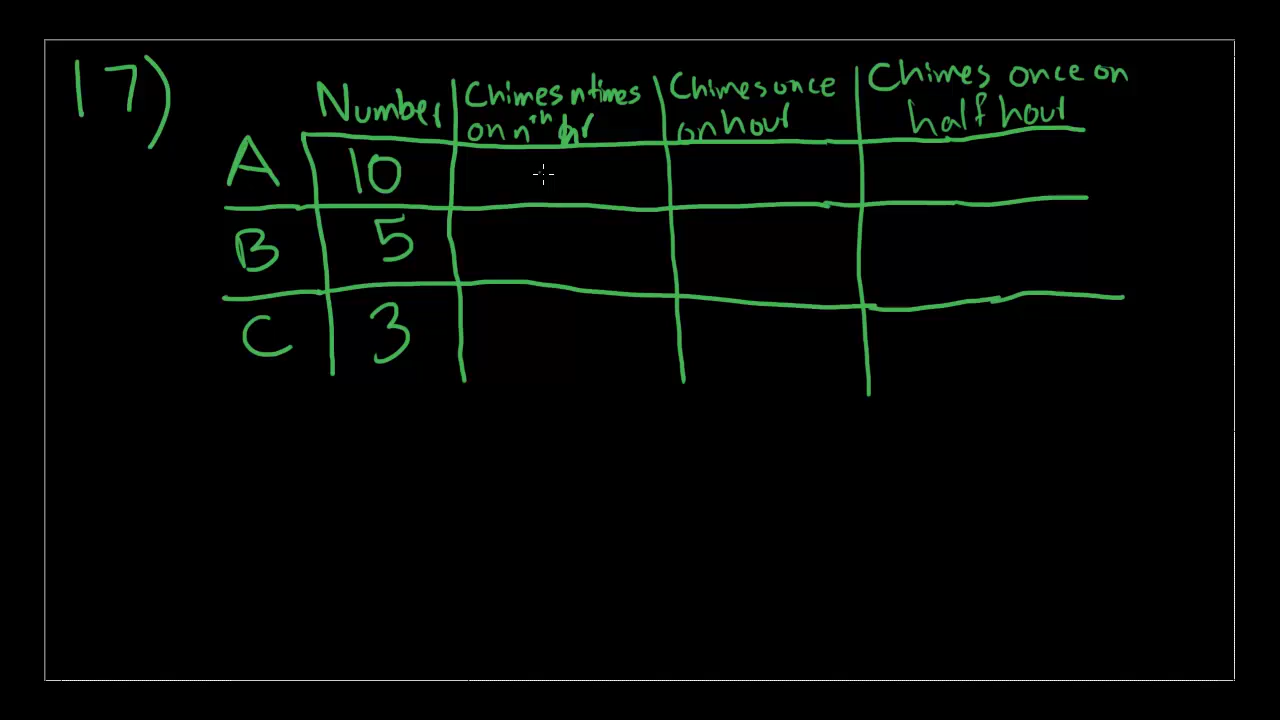 17)
Number | Chimes n times on nth hr | Chimes once on hour | Chimes once on half hour
A 10
B 5
C 3